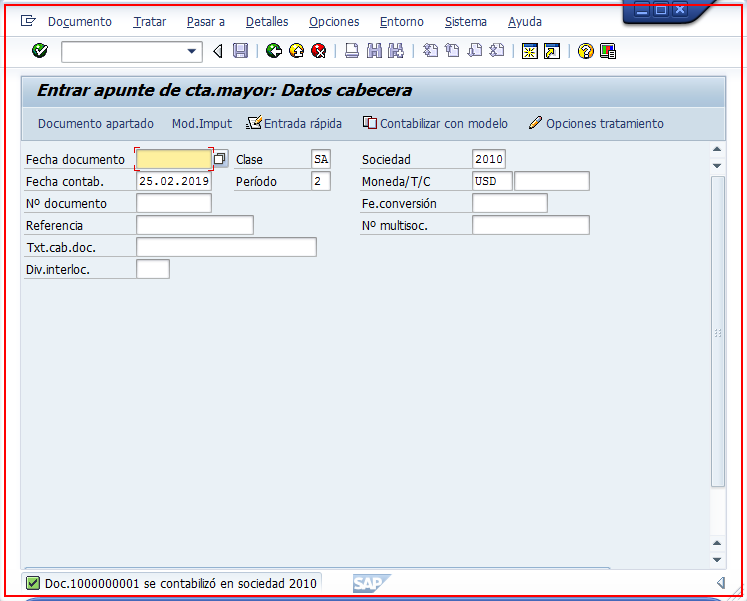 Documento Tratar Pasar a Detalles Opciones Entorno Sistema Ayuda
Entrar apunte de cta.mayor: Datos cabecera
Documento apartado Mod.Imput Entrada rápida Contabilizar con modelo Opciones tratamiento
Fecha documento Clase SA Sociedad 2010
Fecha contab. 25.02.2019 Período 2 Moneda/T/C USD
Nº documento Fe.conversión
Referencia Nº multisoc.
Txt.cab.doc.
Div.interloc.
Doc.1000000001 se contabilizó en sociedad 2010 SAP